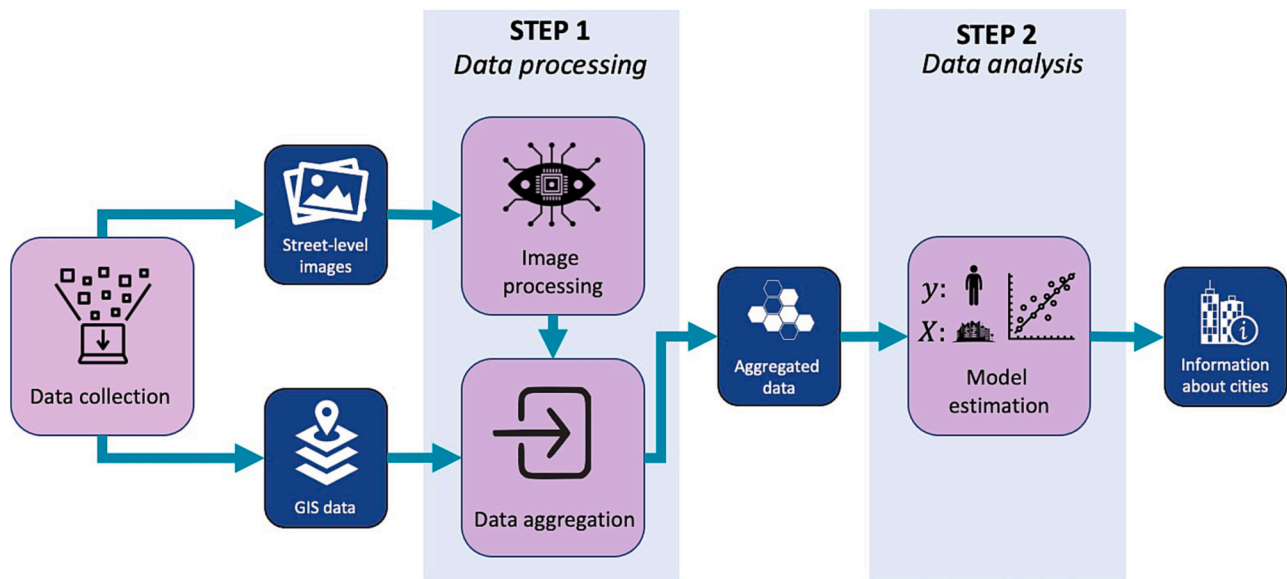 STEP 1
Data processing
STEP 2
Data analysis
Street-level
images
Image
processing
Data collection
GIS data
Data aggregation
Aggregated
data
y:
X:
Model
estimation
i
Information
about cities